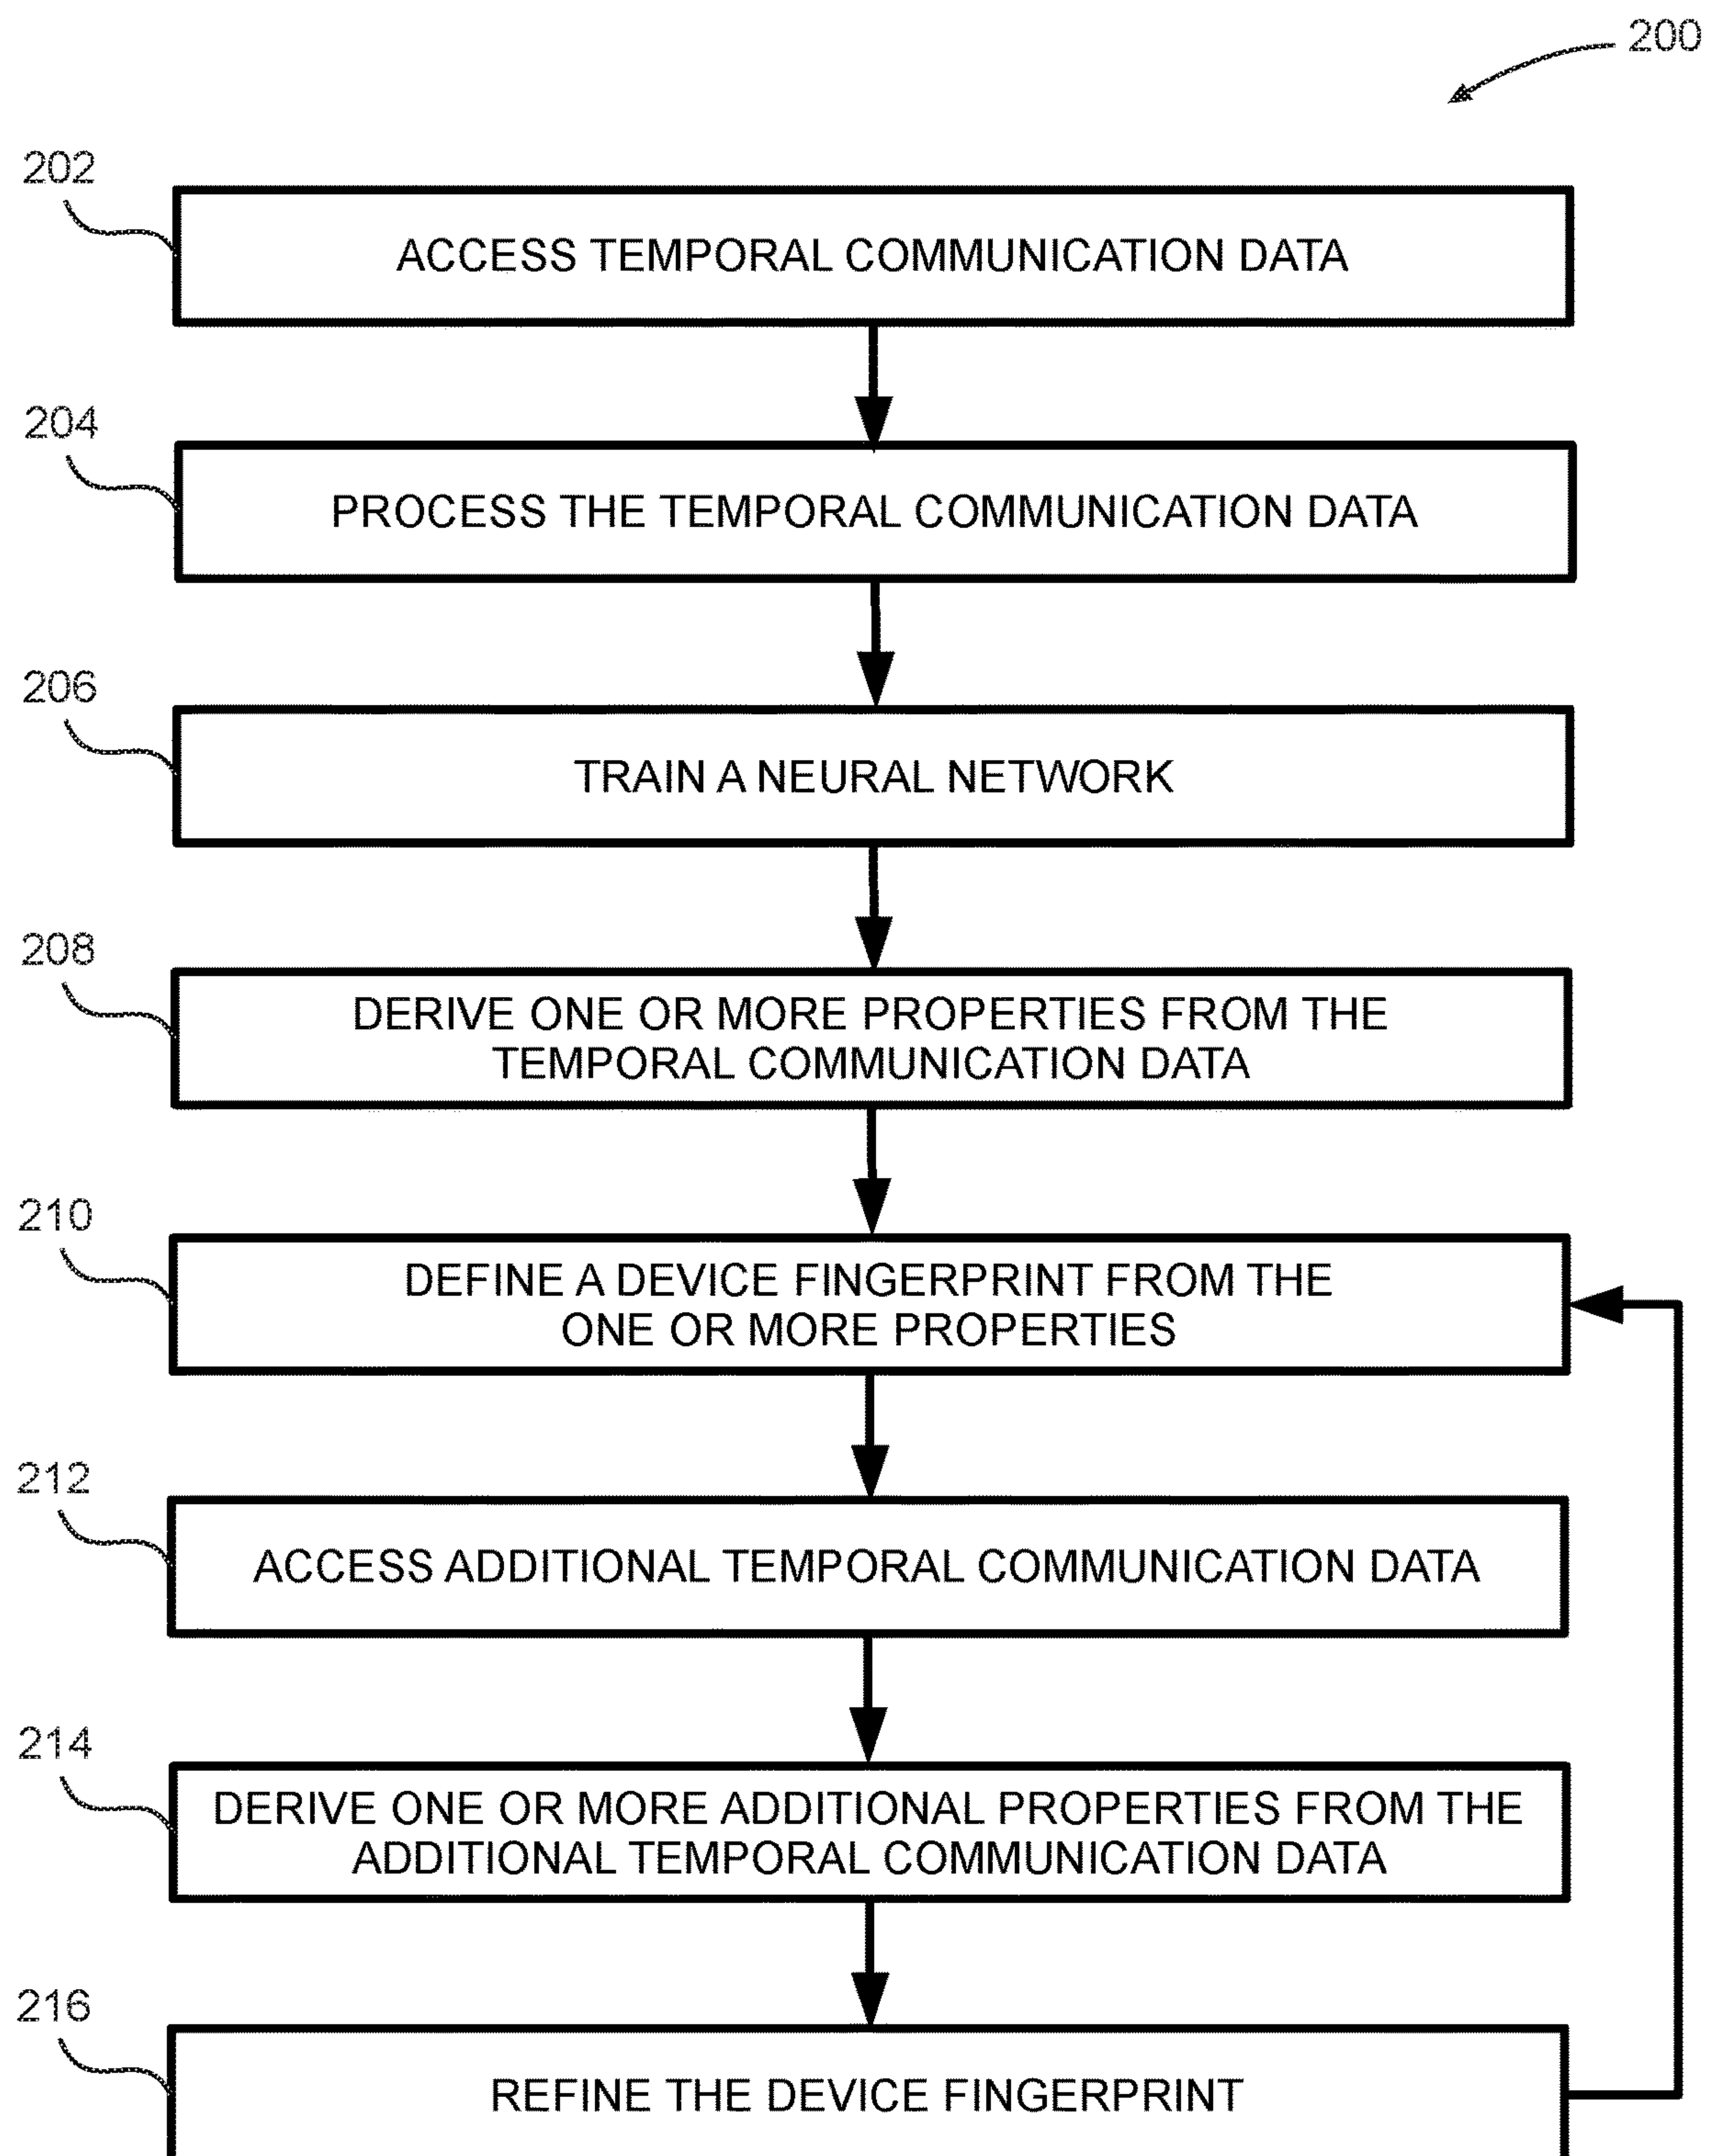 200
202
ACCESS TEMPORAL COMMUNICATION DATA
204
PROCESS THE TEMPORAL COMMUNICATION DATA
206
TRAIN A NEURAL NETWORK
208
DERIVE ONE OR MORE PROPERTIES FROM THE
TEMPORAL COMMUNICATION DATA
210
DEFINE A DEVICE FINGERPRINT FROM THE
ONE OR MORE PROPERTIES
212
ACCESS ADDITIONAL TEMPORAL COMMUNICATION DATA
214
DERIVE ONE OR MORE ADDITIONAL PROPERTIES FROM THE
ADDITIONAL TEMPORAL COMMUNICATION DATA
216
REFINE THE DEVICE FINGERPRINT